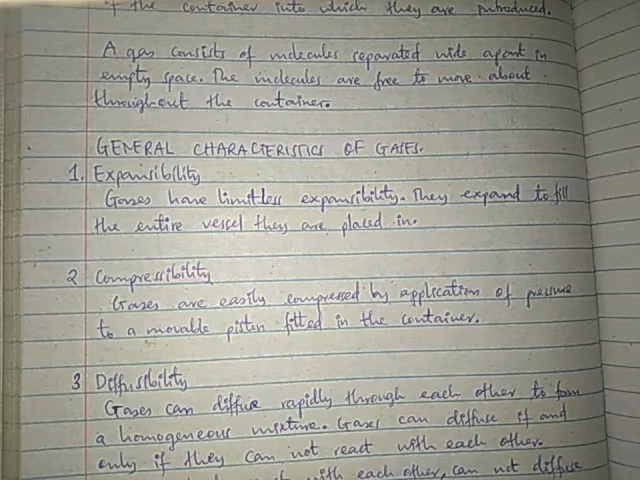 of the container into which they are introduced.
A gas consists of molecules separated wide apart in
empty space. The molecules are free to move about
throughout the container.
GENERAL CHARACTERISTICS OF GASES.
1. Expansibility
Gases have limitless expansibility. They expand to fill
the entire vessel they are placed in.
2 Compressibility
Gases are easily compressed by application of pressure
to a movable piston fitted in the container.
3 Diffusibility
Gases can diffuse rapidly through each other to form
a homogeneous mixture. Gases can diffuse if and
only if they can not react with each other.
with each other, can not diffuse